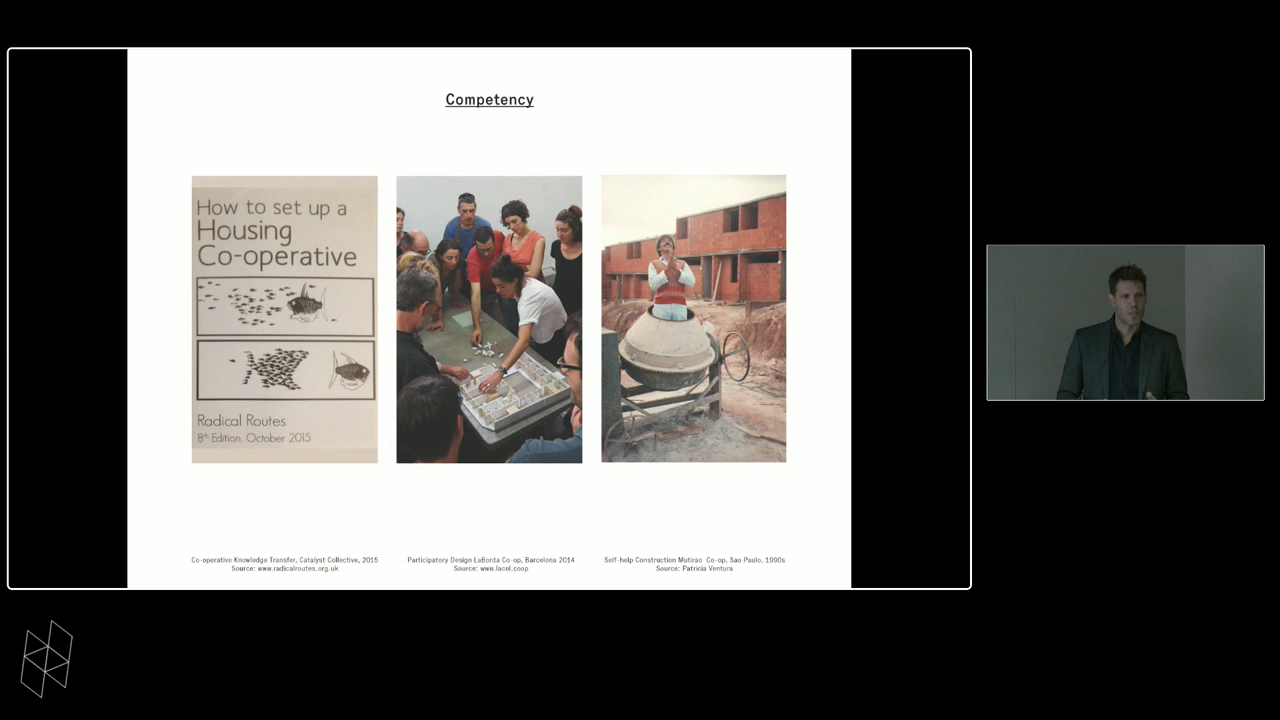 Competency
How to set up a
Housing
Co-operative
Radical Routes
8th Edition, October 2015
Co-operative Knowledge Transfer, Catalyst Collective, 2015
Source: www.radicalroutes.org.uk
Participatory Design LaBorda Co-op, Barcelona 2014
Source: www.lacol.coop
Self-help Construction Mutirao Co-op, Sao Paulo, 1990s
Source: Patricia Ventura